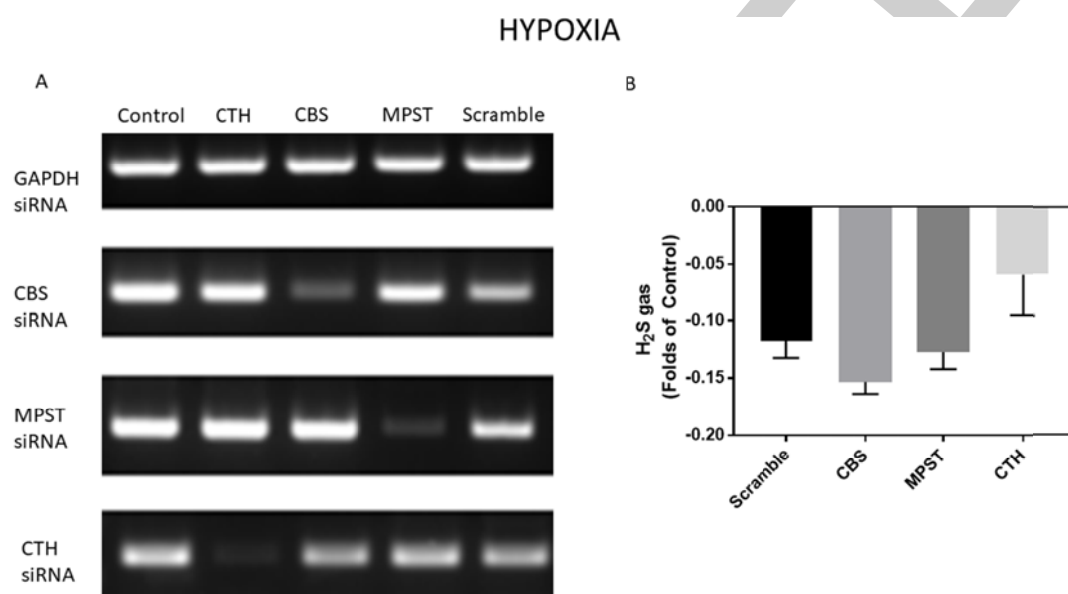 HYPOXIA
A
Control CTH CBS MPST Scramble
GAPDH
siRNA
CBS
siRNA
MPST
siRNA
CTH
siRNA
B
H₂S gas
(Folds of Control)
0.00
-0.05
-0.10
-0.15
-0.20
Scramble CBS MPST CTH